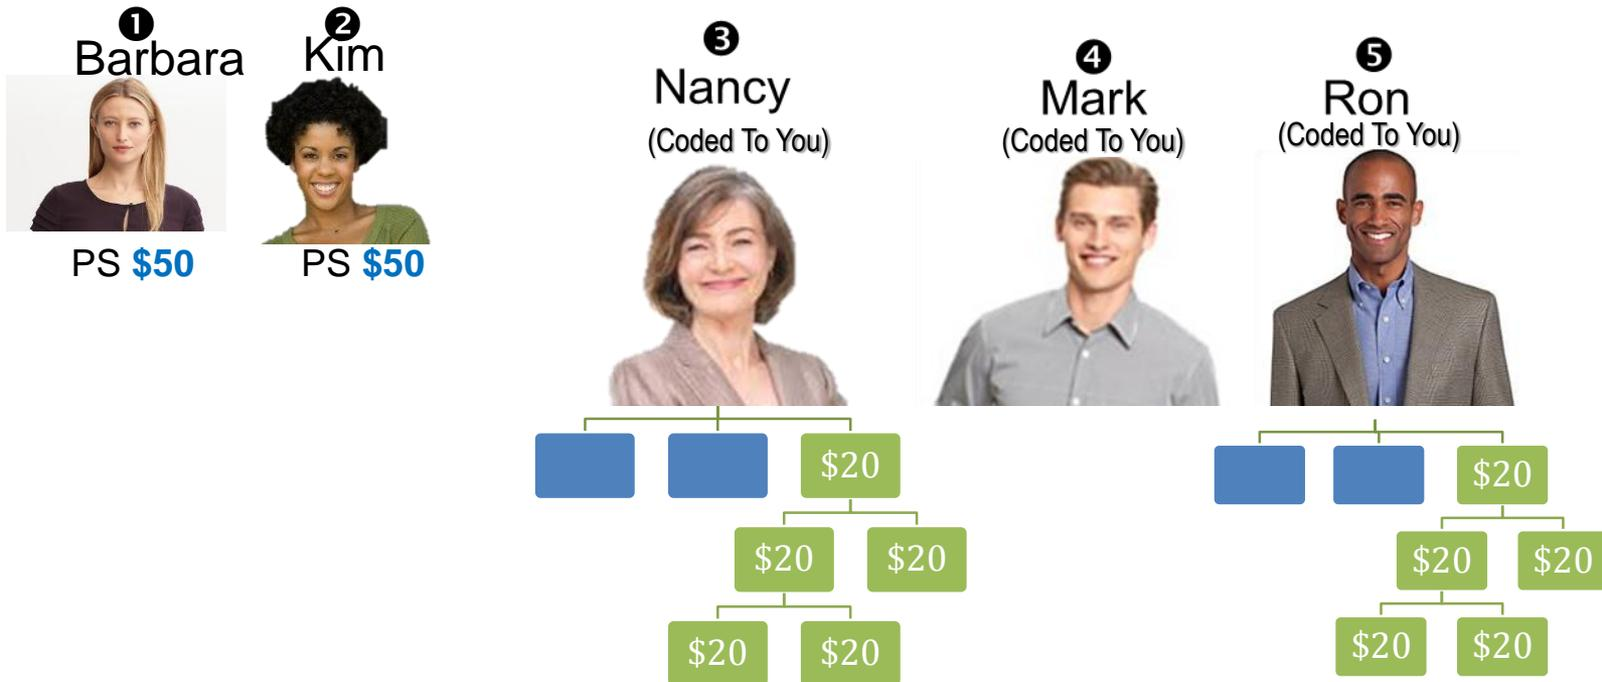 ❶
Barbara
PS $50
❷
Kim
PS $50
❸
Nancy
(Coded To You)
❹
Mark
(Coded To You)
❺
Ron
(Coded To You)
$20
$20 $20
$20 $20
$20
$20 $20
$20 $20